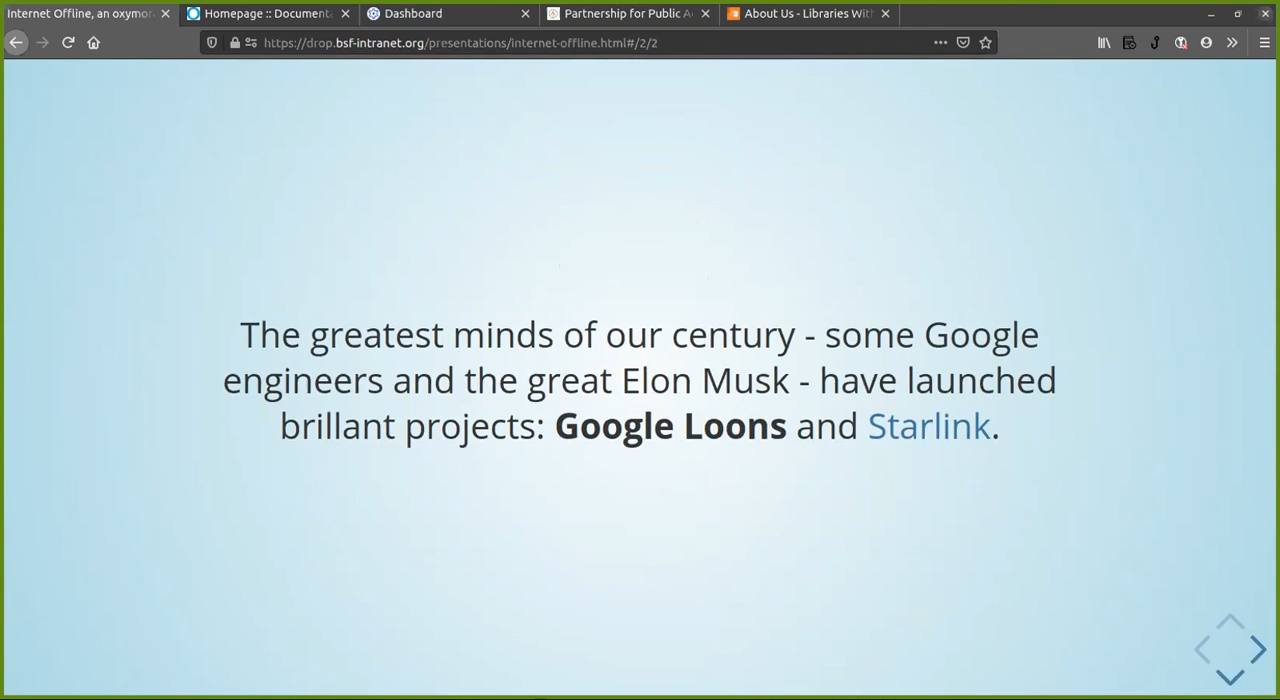 Internet Offline, an oxymor
Homepage :: Documenta
Dashboard
Partnership for Public A
About Us - Libraries With
https://drop.bsf-intranet.org/presentations/internet-offline.html#/2/2
The greatest minds of our century - some Google
engineers and the great Elon Musk - have launched
brillant projects: Google Loons and Starlink.